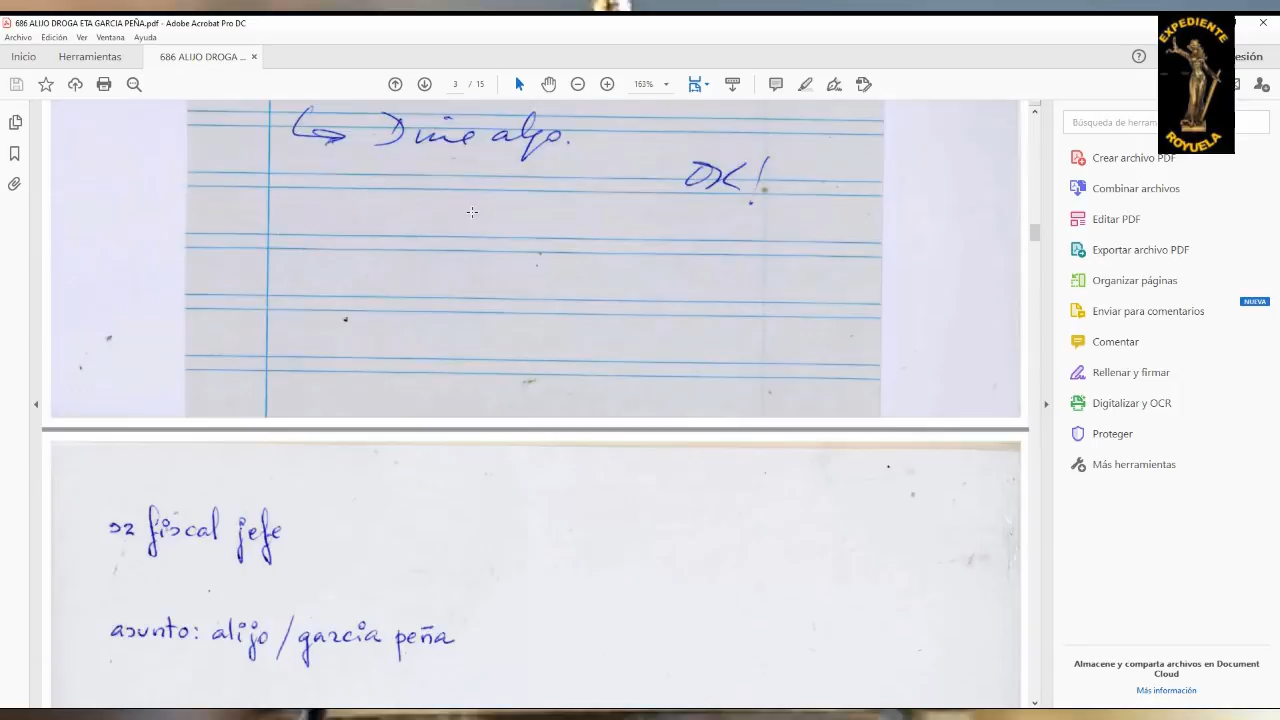 686 ALIJO DROGA ETA GARCIA PEÑA.pdf - Adobe Acrobat Pro DC
Archivo Edición Ver Ventana Ayuda
Inicio Herramientas 686 ALIJO DROGA ... ×
esión
3 / 15 163%
EXPEDIENTE
ROYUELA
Dime algo.
OK!
sr fiscal jefe
asunto: alijo / garcia peña
Búsqueda de herram
Crear archivo PDF
Combinar archivos
Editar PDF
Exportar archivo PDF
Organizar páginas
NUEVA
Enviar para comentarios
Comentar
Rellenar y firmar
Digitalizar y OCR
Proteger
Más herramientas
Almacene y comparta archivos en Document
Cloud
Más información